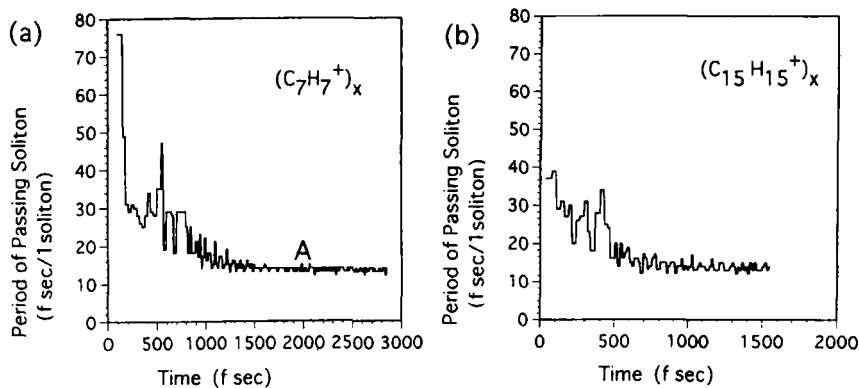 (a)
80
70
60
50
40
30
20
10
0
Period of Passing Soliton
(f sec/1soliton)
(C7H7+)x
A
0 500 1000 1500 2000 2500 3000
Time (f sec)
(b)
80
70
60
50
40
30
20
10
0
Period of Passing Soliton
(f sec/1soliton)
(C15H15+)x
0 500 1000 1500 2000
Time (f sec)